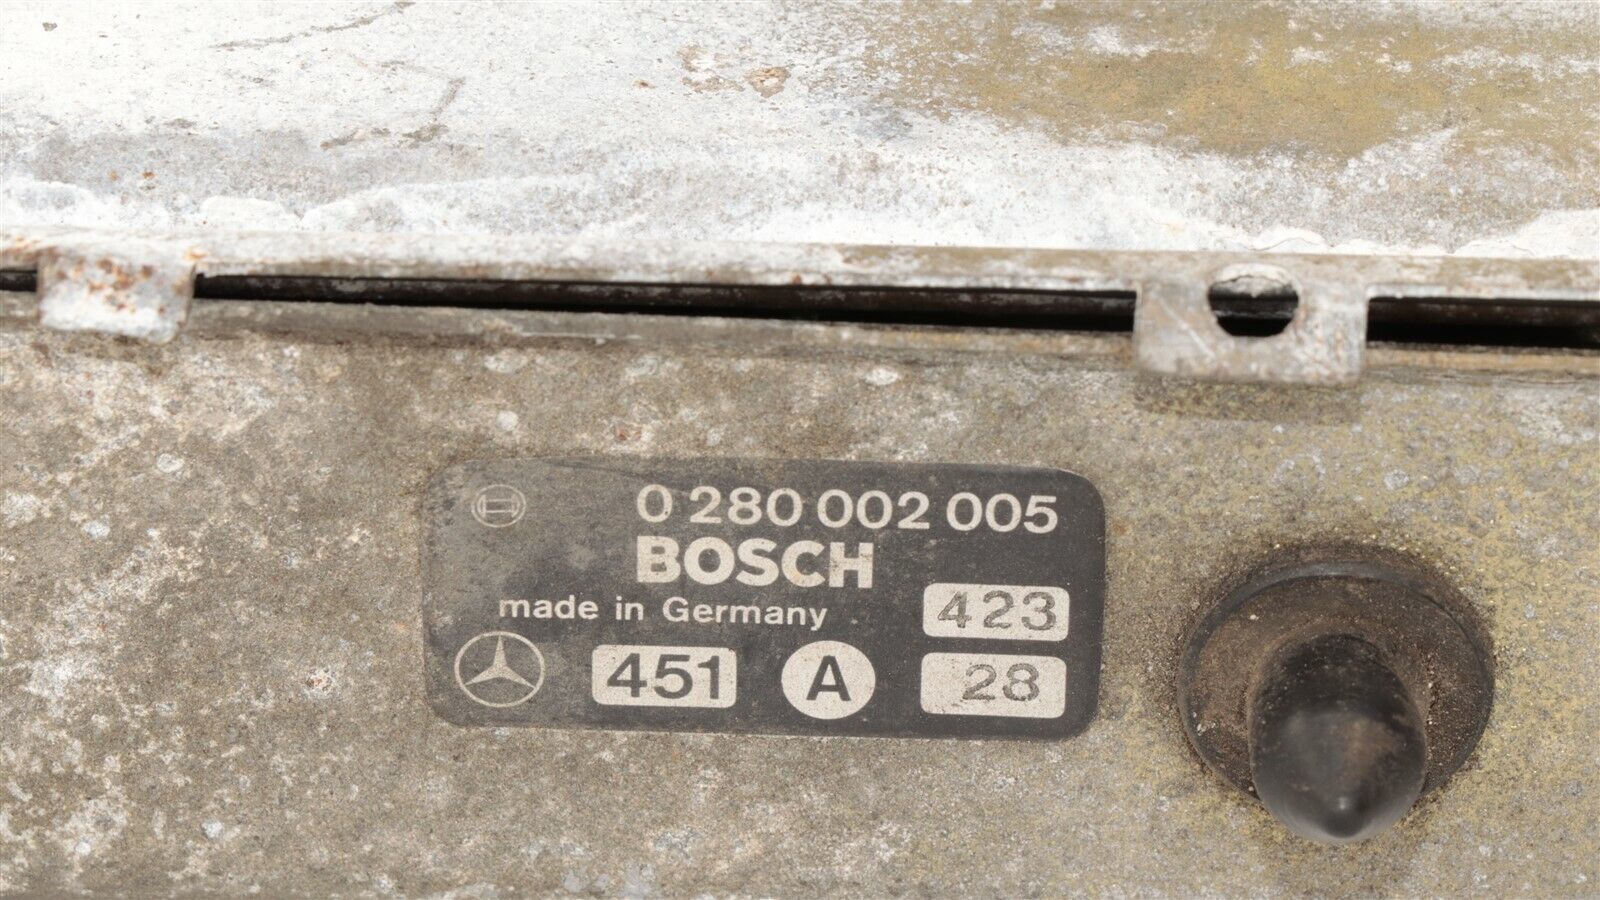 0 280 002 005
BOSCH
made in Germany
423
451 A 28